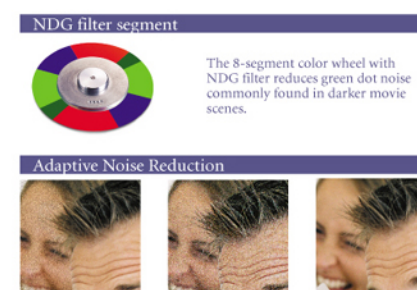 NDG filter segment
The 8-segment color wheel with
NDG filter reduces green dot noise
commonly found in darker movie
scenes.
Adaptive Noise Reduction